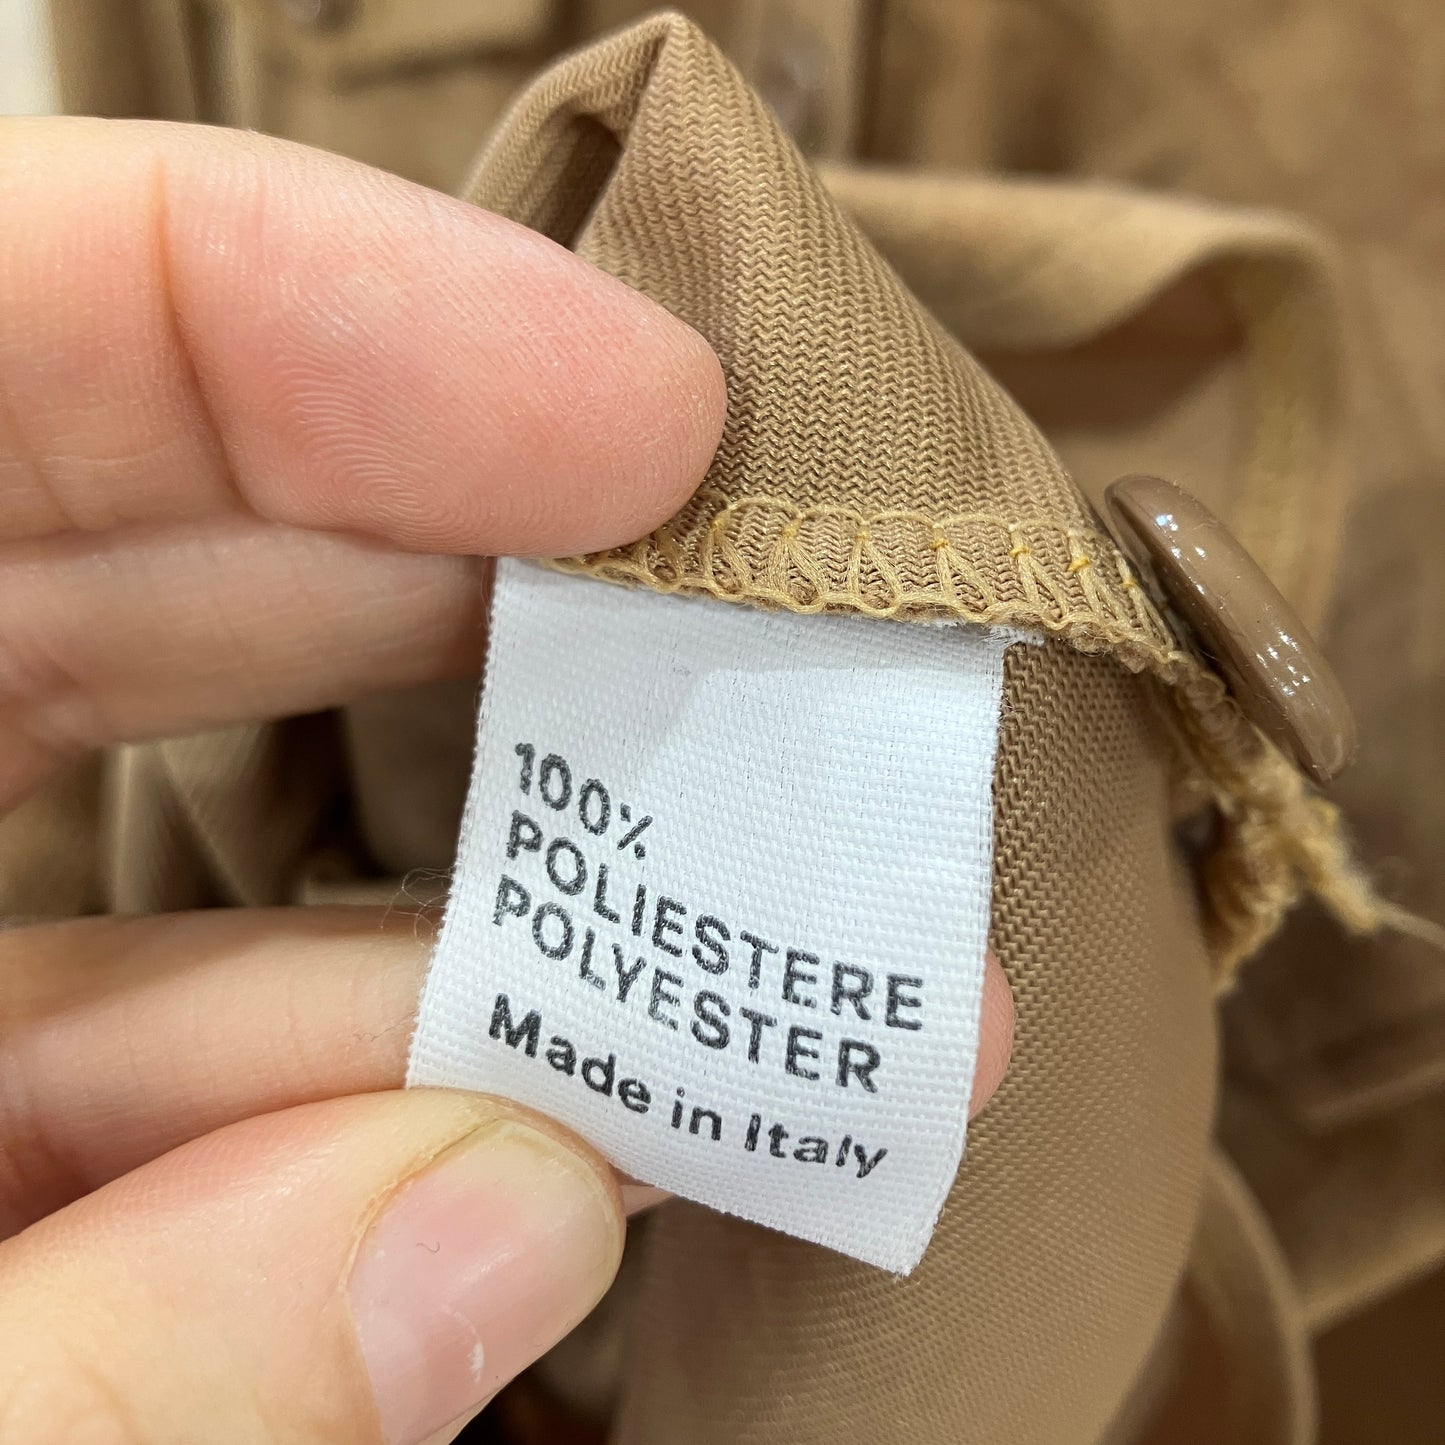 100%
POLIESTERE
POLYESTER
Made in Italy